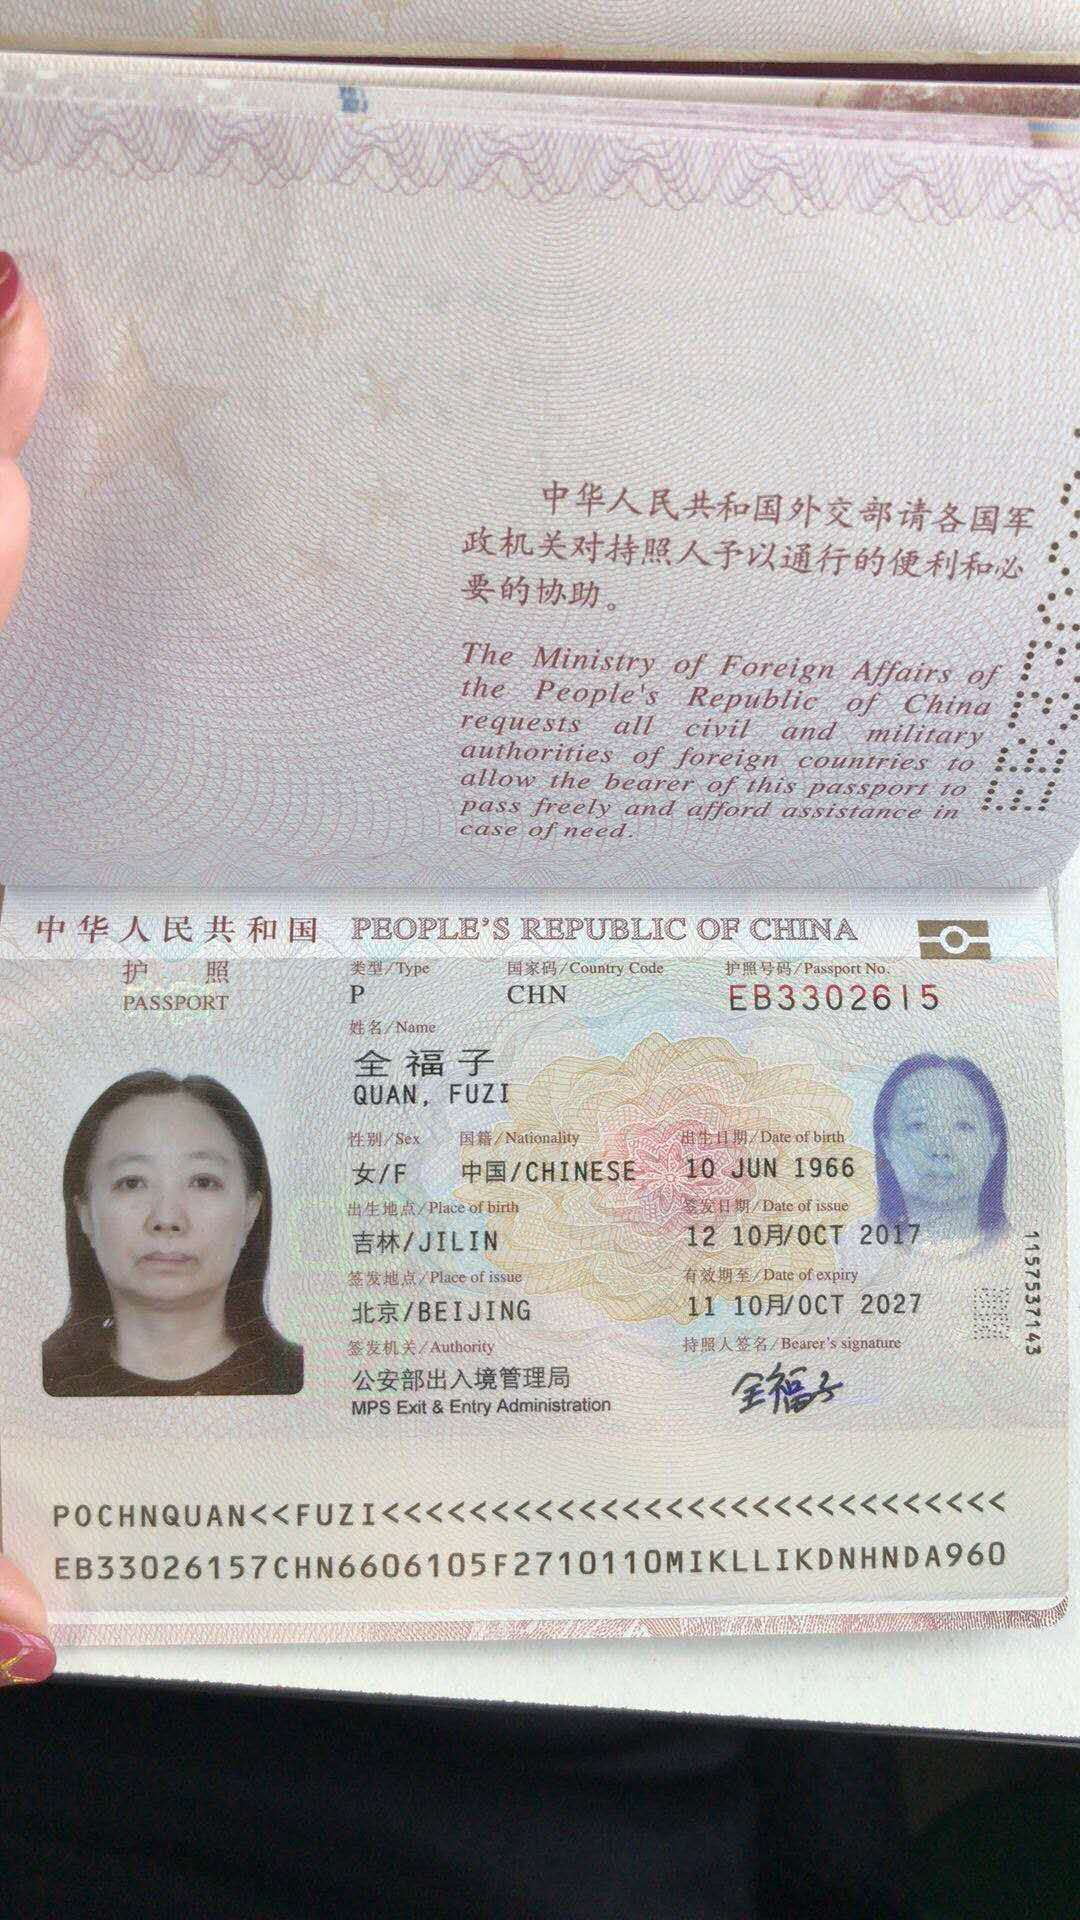 中华人民共和国外交部请各国军
政机关对持照人予以通行的便利和必
要的协助。
The Ministry of Foreign Affairs of
the People's Republic of China
requests all civil and military
authorities of foreign countries to
allow the bearer of this passport to
pass freely and afford assistance in
case of need.
中华人民共和国 PEOPLE'S REPUBLIC OF CHINA
护 照
PASSPORT
类型/Type 国家码/Country Code 护照号码/Passport No.
P CHN EB3302615
姓名/Name
全福子
QUAN, FUZI
性别/Sex 国籍/Nationality 出生日期/Date of birth
女/F 中国/CHINESE 10 JUN 1966
出生地点/Place of birth 签发日期/Date of issue
吉林/JILIN 12 10月/OCT 2017
签发地点/Place of issue 有效期至/Date of expiry
北京/BEIJING 11 10月/OCT 2027
签发机关/Authority 持照人签名/Bearer's signature
公安部出入境管理局 全福子
MPS Exit & Entry Administration
1157537143
POCHNQUAN<<FUZI<<<<<<<<<<<<<<<<<<<<<<<<<<<<<
EB33026157CHN6606105F2710110MIKLLIKDNHNDA960